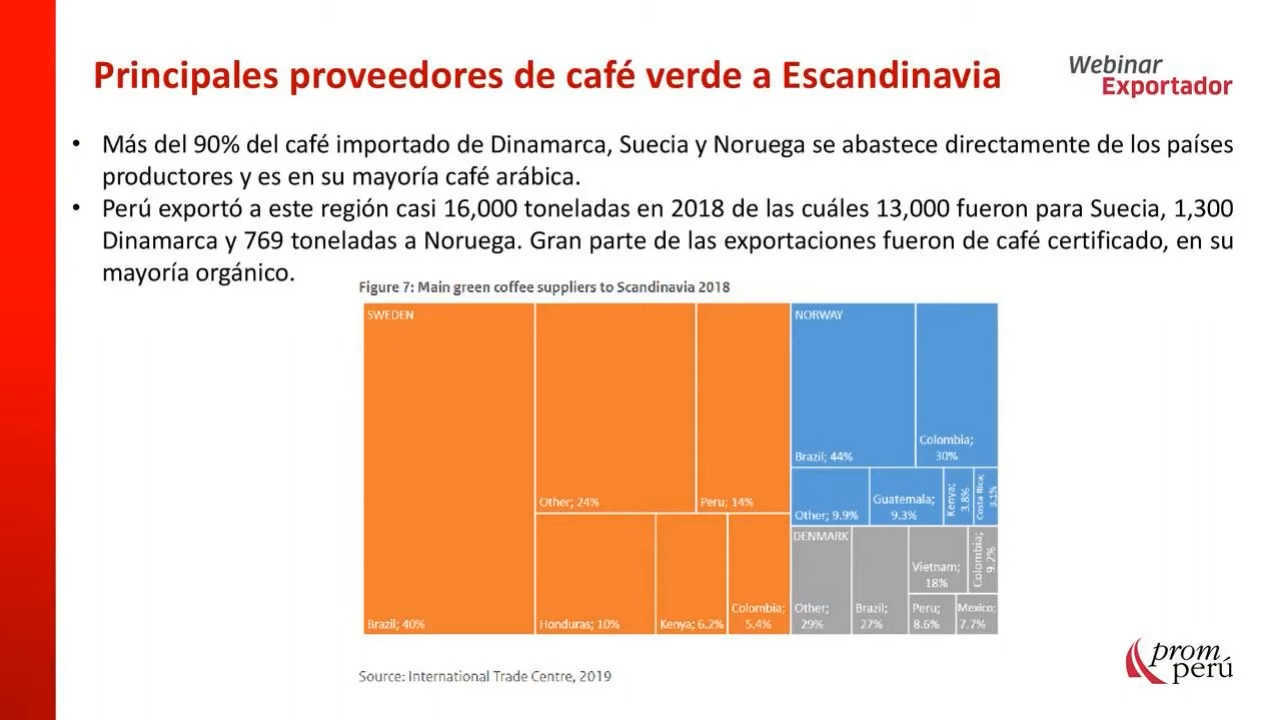 Principales proveedores de café verde a Escandinavia
Webinar
Exportador
• Más del 90% del café importado de Dinamarca, Suecia y Noruega se abastece directamente de los países
productores y es en su mayoría café arábica.
• Perú exportó a este región casi 16,000 toneladas en 2018 de las cuáles 13,000 fueron para Suecia, 1,300
Dinamarca y 769 toneladas a Noruega. Gran parte de las exportaciones fueron de café certificado, en su
mayoría orgánico.
Figure 7: Main green coffee suppliers to Scandinavia 2018
SWEDEN
Brazil; 40%
Other; 24%
Peru; 14%
Honduras; 10%
Kenya; 6.2%
Colombia;
5.4%
NORWAY
Brazil; 44%
Colombia;
30%
Other; 9.9%
Guatemala;
9.3%
Kenya;
3.8%
Costa Rica;
3.1%
DENMARK
Other;
29%
Brazil;
27%
Vietnam;
18%
Colombia;
9.2%
Peru;
8.6%
Mexico;
7.7%
Source: International Trade Centre, 2019
prom
perú